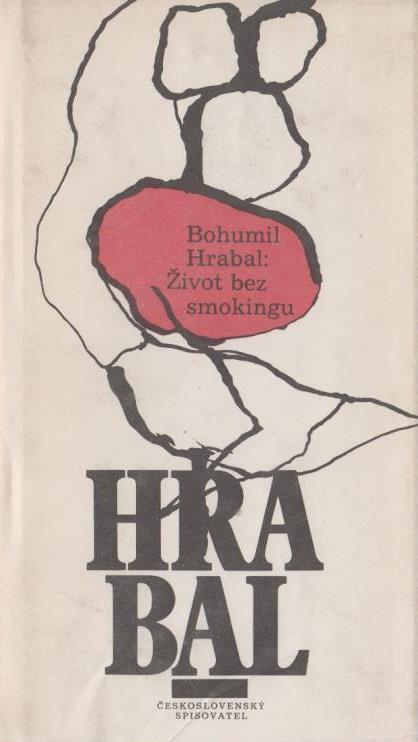 Bohumil
Hrabal:
Život bez
smokingu
HRA
BAL
ČESKOSLOVENSKÝ
SPISOVATEL